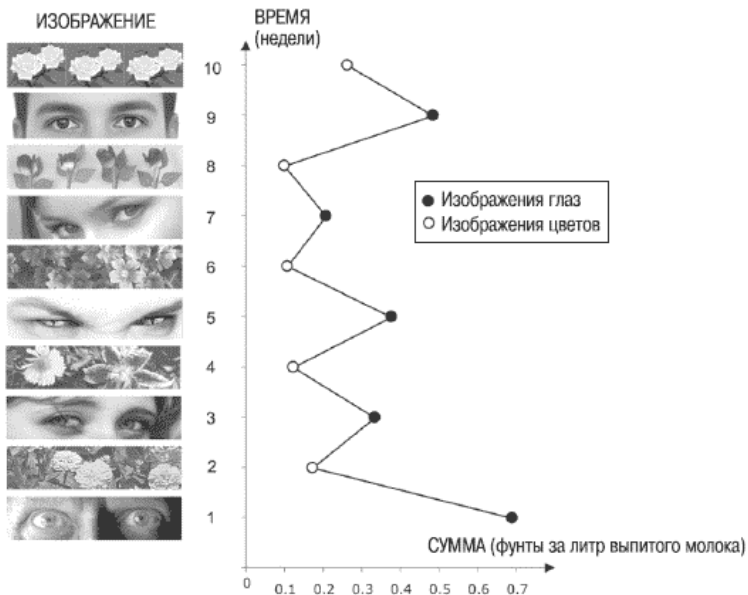 ИЗОБРАЖЕНИЕ
ВРЕМЯ
(недели)
10
9
8
7
6
5
4
3
2
1
Изображения глаз
Изображения цветов
СУММА (фунты за литр выпитого молока)
0
0.1 0.2 0.3 0.4 0.5 0.6 0.7